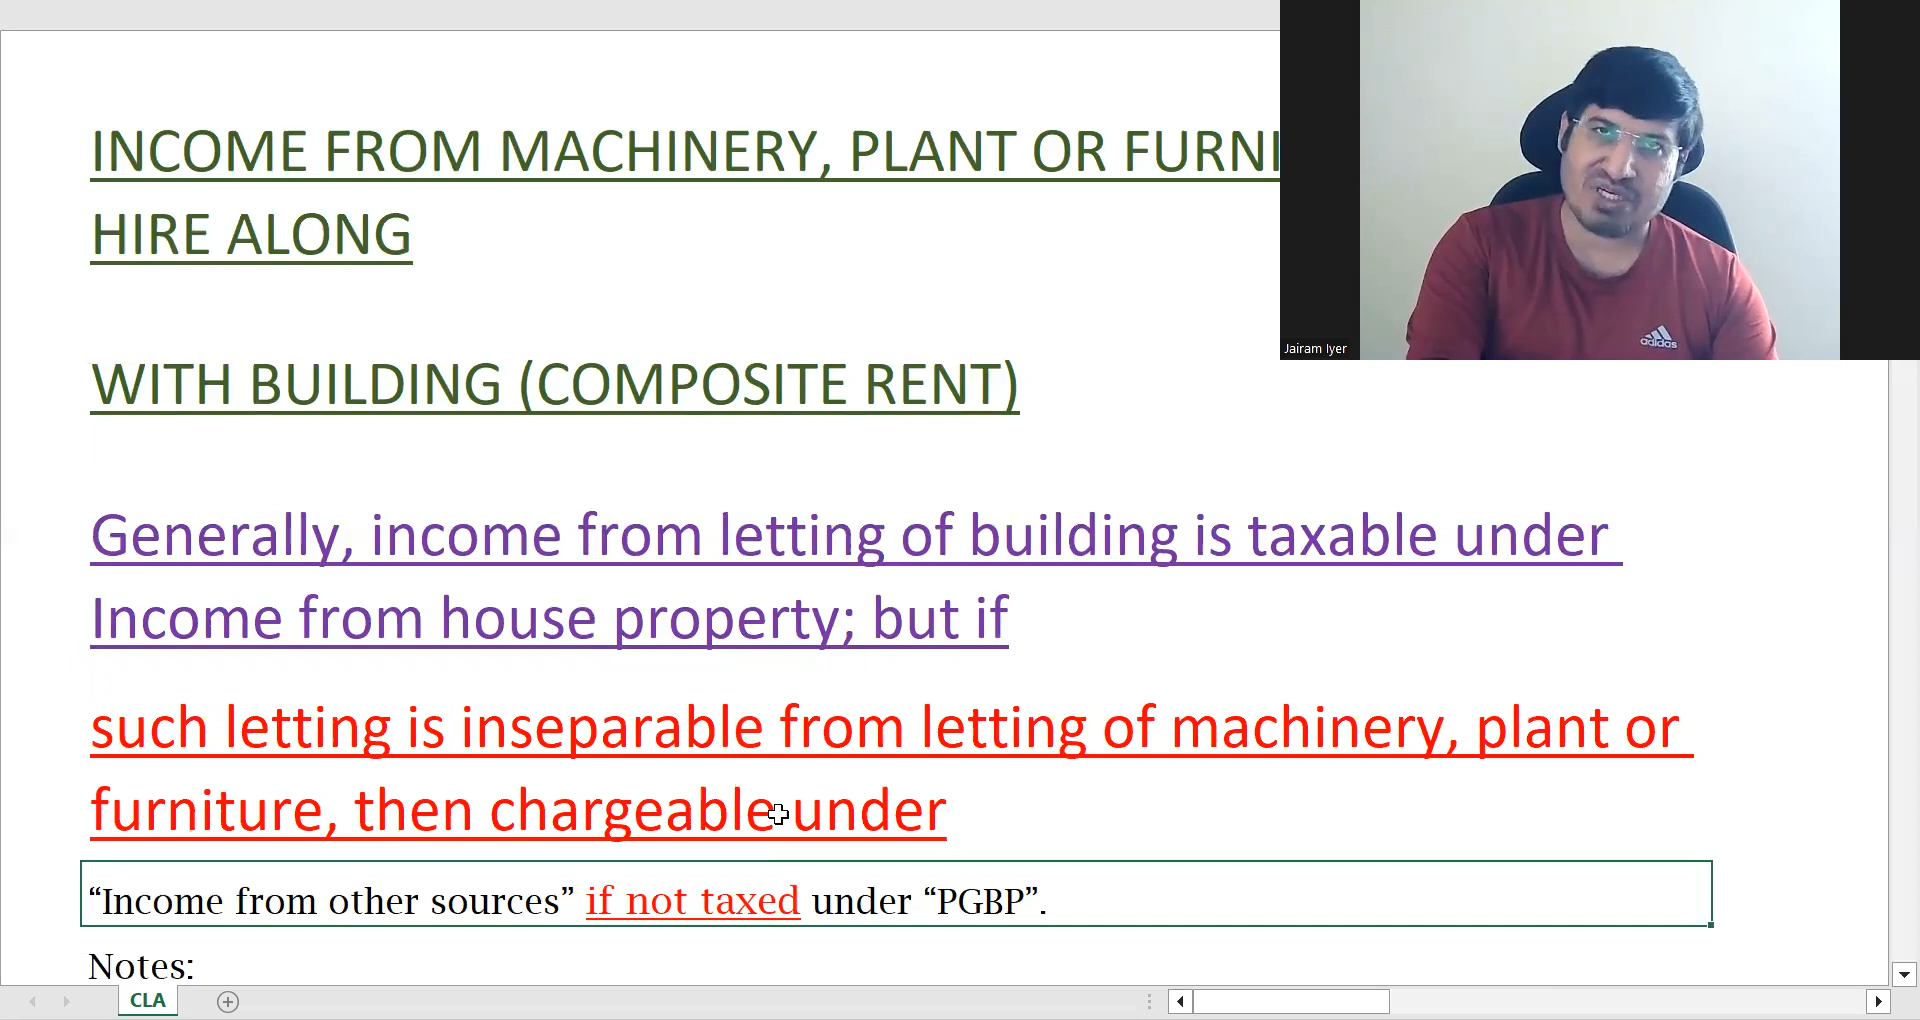 INCOME FROM MACHINERY, PLANT OR FURNI
HIRE ALONG
WITH BUILDING (COMPOSITE RENT)
Generally, income from letting of building is taxable under
Income from house property; but if
such letting is inseparable from letting of machinery, plant or
furniture, then chargeable under
“Income from other sources” if not taxed under “PGBP”.
Notes:
CLA
adidas
Jairam Iyer